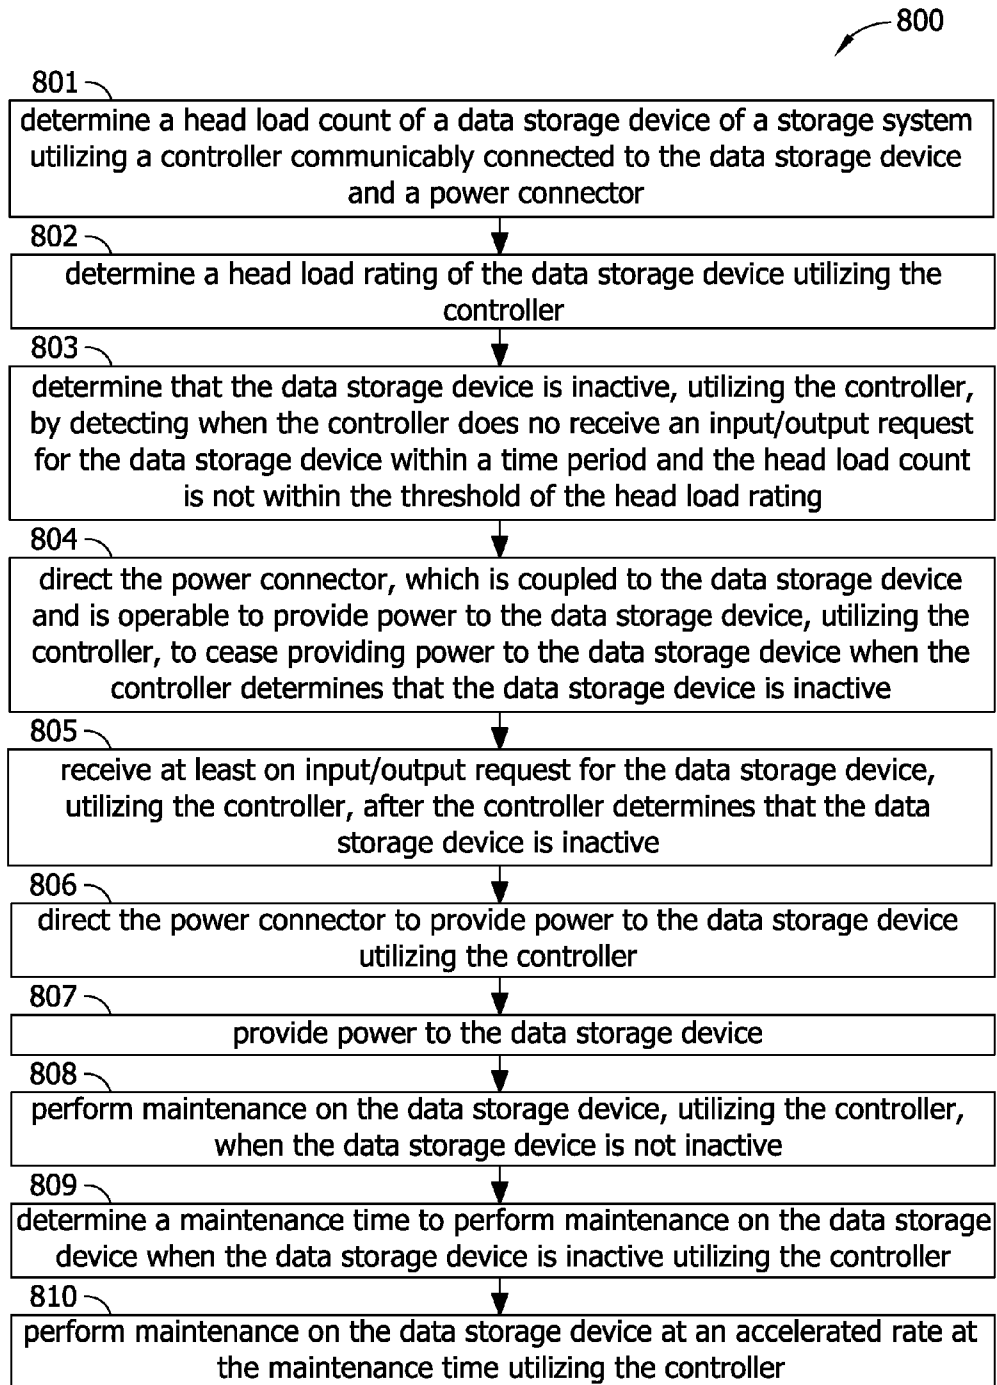 800
801
determine a head load count of a data storage device of a storage system
utilizing a controller communicably connected to the data storage device
and a power connector
802
determine a head load rating of the data storage device utilizing the
controller
803
determine that the data storage device is inactive, utilizing the controller,
by detecting when the controller does no receive an input/output request
for the data storage device within a time period and the head load count
is not within the threshold of the head load rating
804
direct the power connector, which is coupled to the data storage device
and is operable to provide power to the data storage device, utilizing the
controller, to cease providing power to the data storage device when the
controller determines that the data storage device is inactive
805
receive at least on input/output request for the data storage device,
utilizing the controller, after the controller determines that the data
storage device is inactive
806
direct the power connector to provide power to the data storage device
utilizing the controller
807
provide power to the data storage device
808
perform maintenance on the data storage device, utilizing the controller,
when the data storage device is not inactive
809
determine a maintenance time to perform maintenance on the data storage
device when the data storage device is inactive utilizing the controller
810
perform maintenance on the data storage device at an accelerated rate at
the maintenance time utilizing the controller